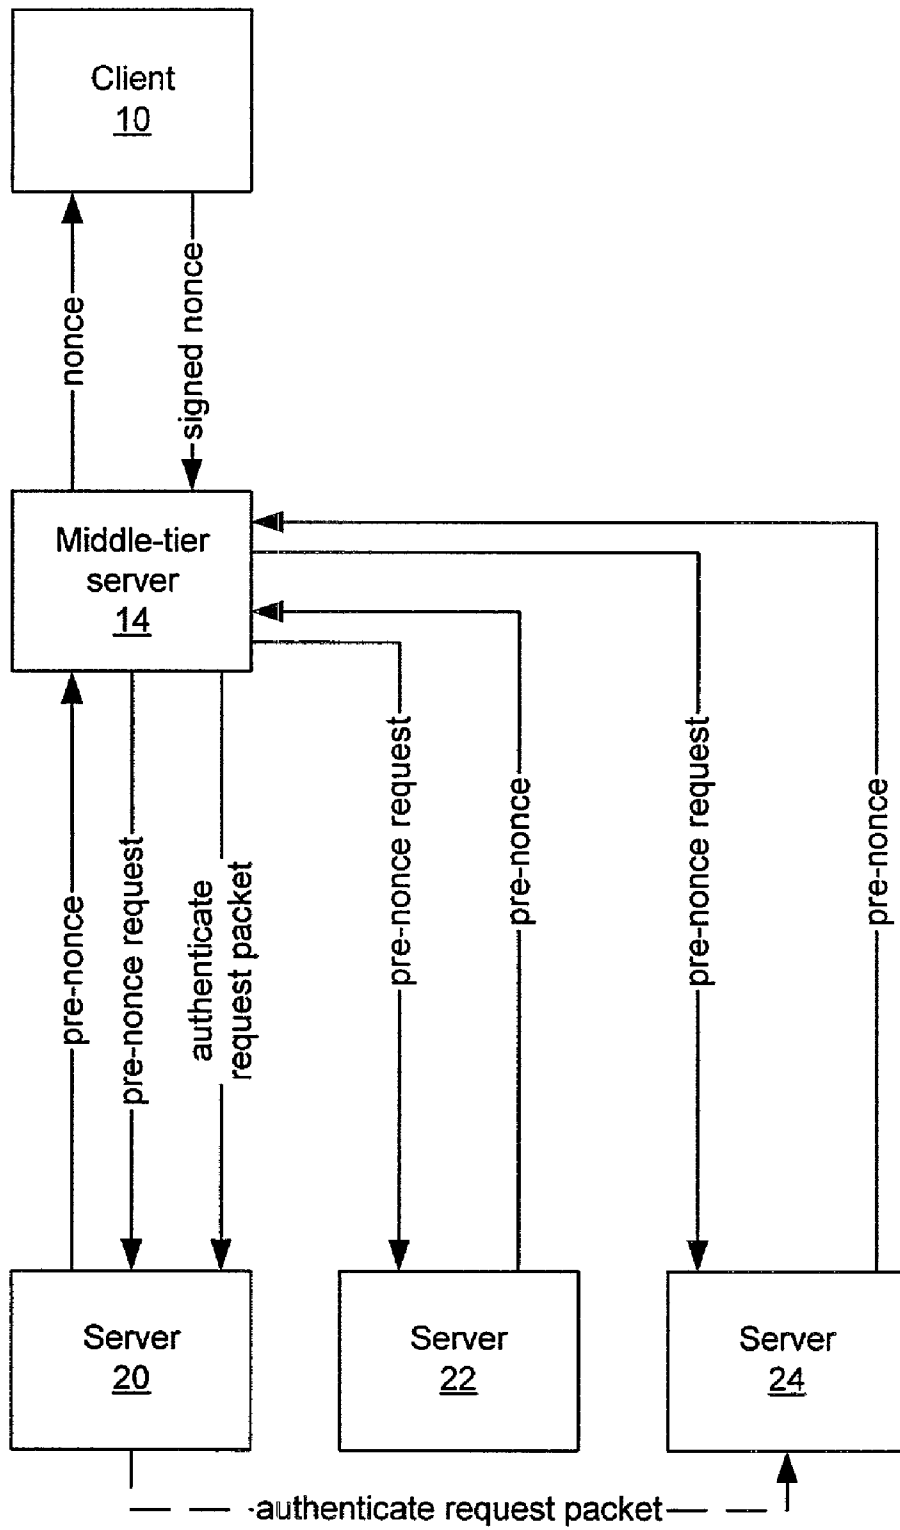 Client
10
nonce
signed nonce
Middle-tier
server
14
pre-nonce
pre-nonce request
authenticate
request packet
pre-nonce request
pre-nonce
pre-nonce request
pre-nonce
Server
20
Server
22
Server
24
authenticate request packet